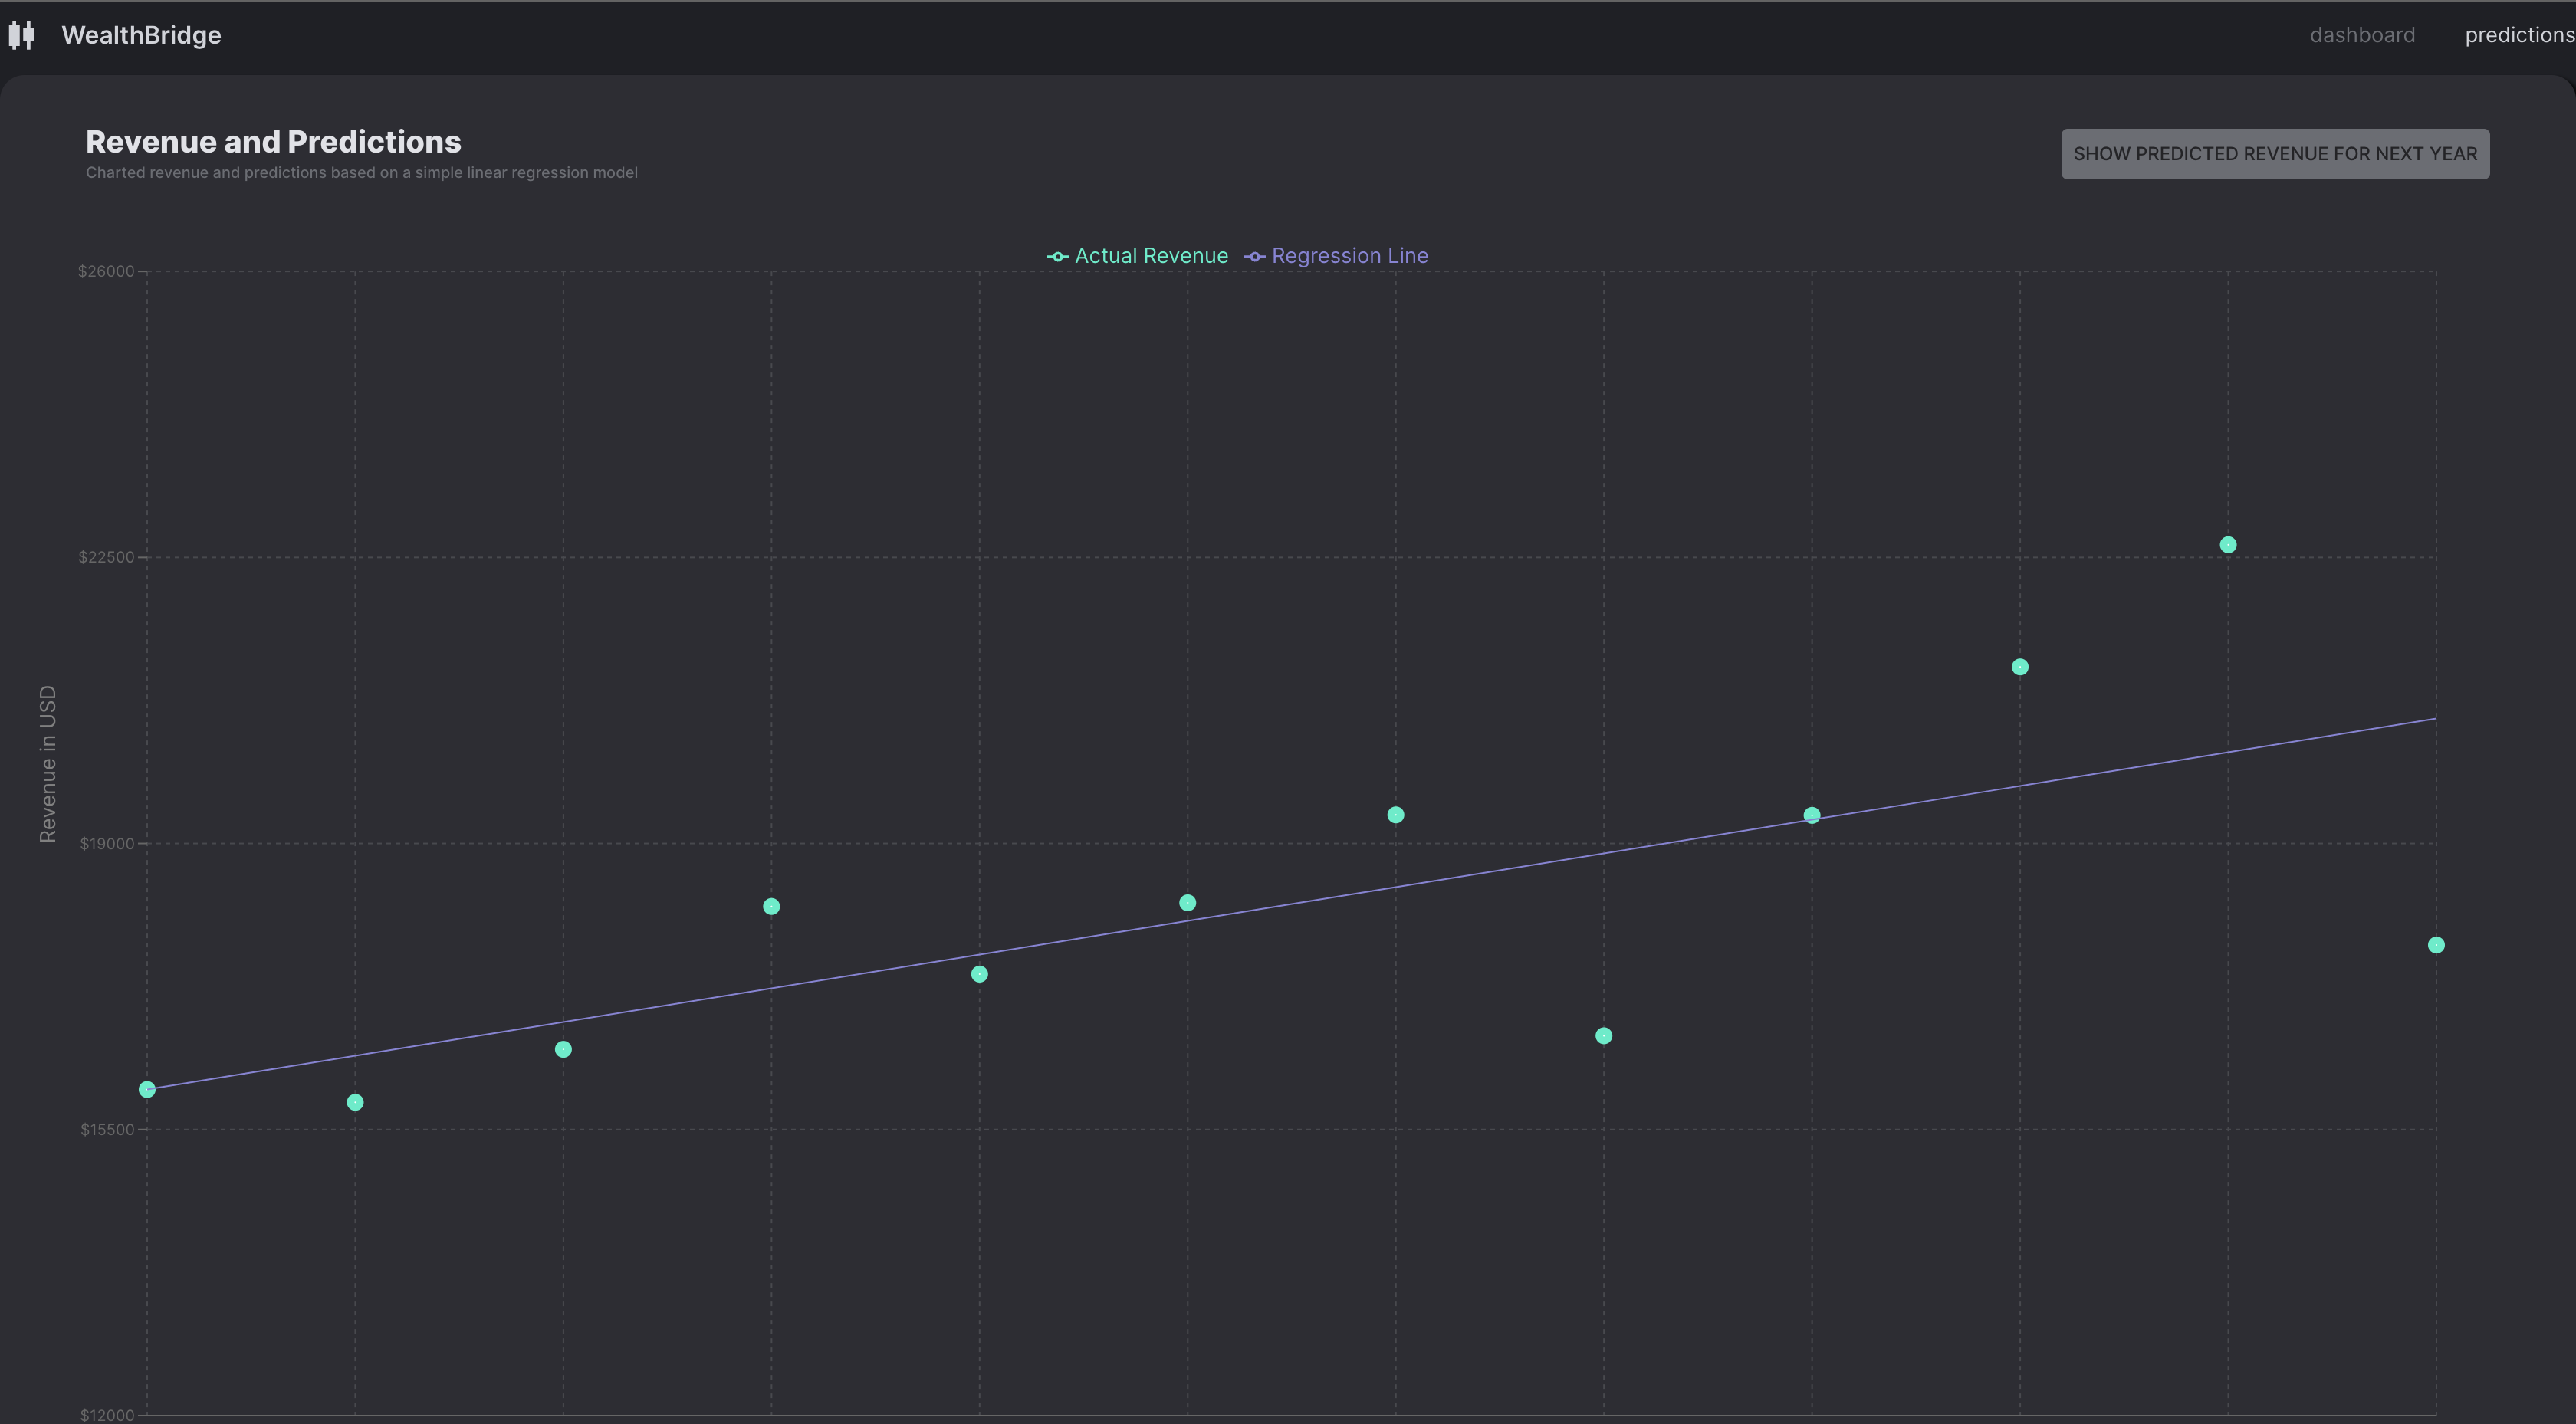 WealthBridge
dashboard
predictions
Revenue and Predictions
Charted revenue and predictions based on a simple linear regression model
SHOW PREDICTED REVENUE FOR NEXT YEAR
Actual Revenue
Regression Line
$26000
$22500
Revenue in USD
$19000
$15500
$12000